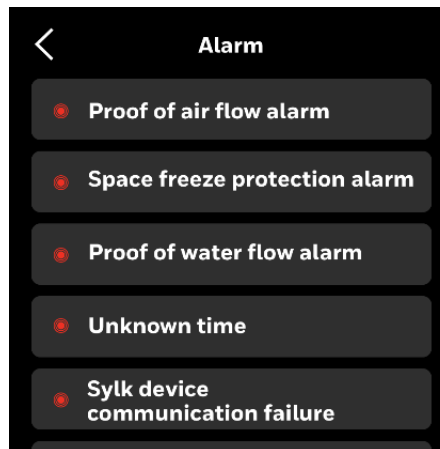 Alarm
Proof of air flow alarm
Space freeze protection alarm
Proof of water flow alarm
Unknown time
Sylk device
communication failure